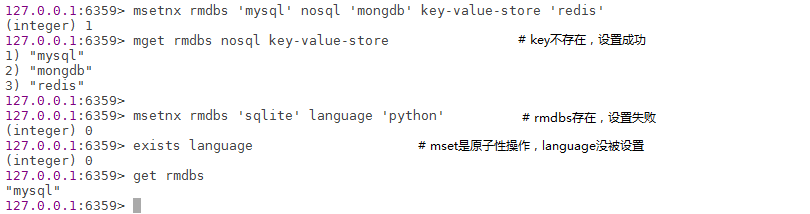 127.0.0.1:6359> msetnx rmdbs 'mysql' nosql 'mongdb' key-value-store 'redis'
(integer) 1
127.0.0.1:6359> mget rmdbs nosql key-value-store # key不存在，设置成功
1) "mysql"
2) "mongdb"
3) "redis"
127.0.0.1:6359>
127.0.0.1:6359> msetnx rmdbs 'sqlite' language 'python' # rmdbs存在，设置失败
(integer) 0
127.0.0.1:6359> exists language # mset是原子性操作，language没被设置
(integer) 0
127.0.0.1:6359> get rmdbs
"mysql"
127.0.0.1:6359>